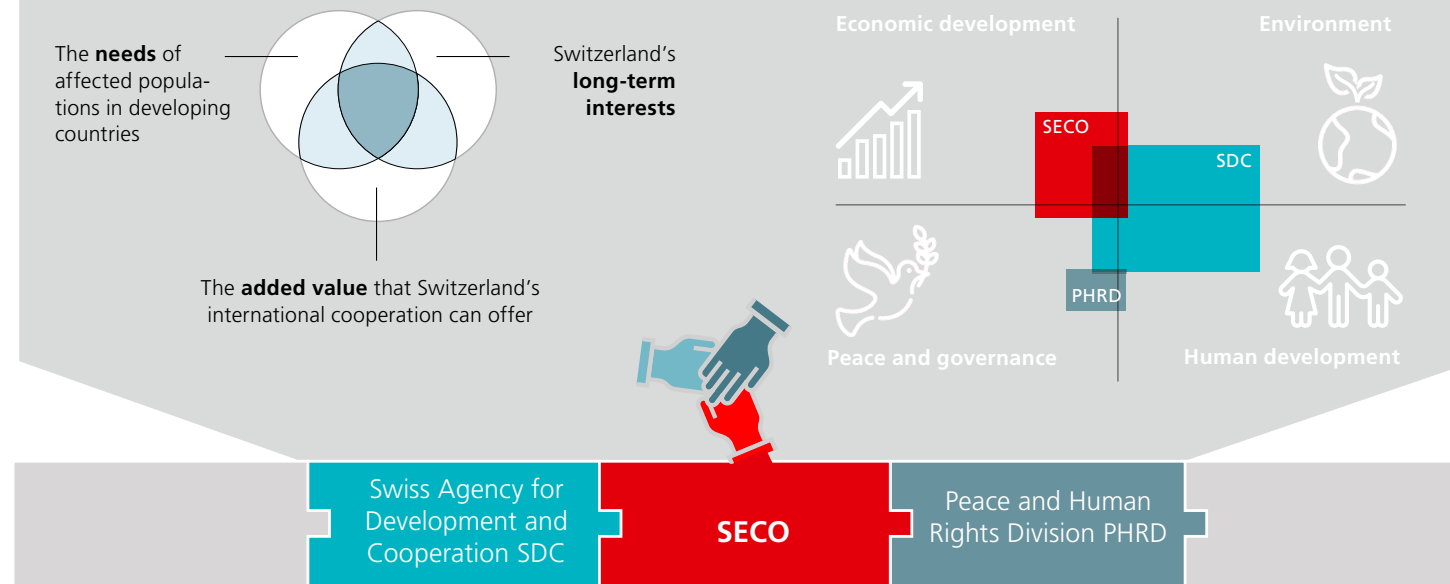 The needs of
affected popula-
tions in developing
countries
Switzerland's
long-term
interests
The added value that Switzerland's
international cooperation can offer
Economic development
Environment
SECO
SDC
PHRD
Peace and governance
Human development
Swiss Agency for
Development and
Cooperation SDC
SECO
Peace and Human
Rights Division PHRD